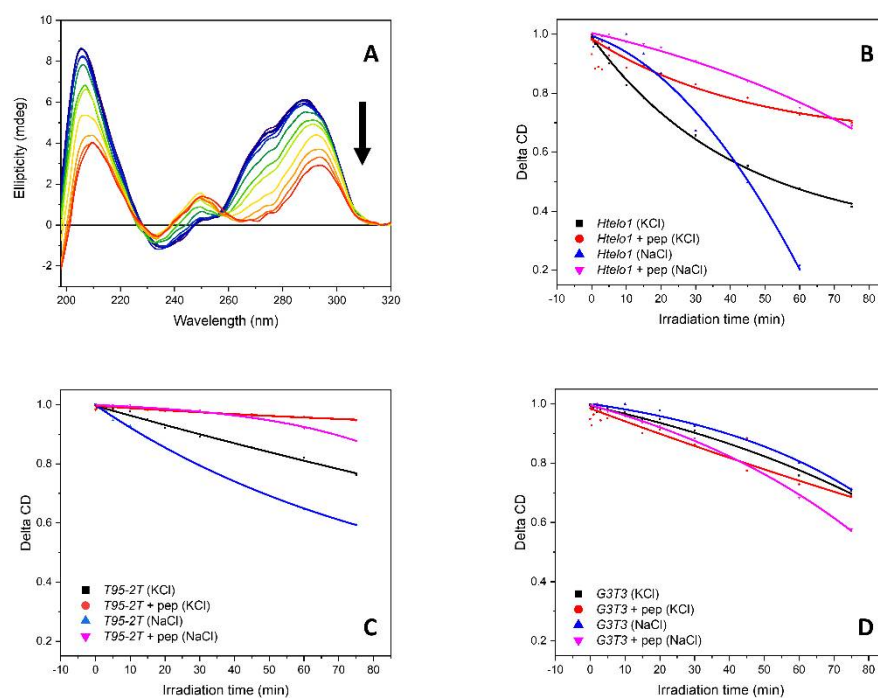 A
Ellipticity (mdeg)
10
8
6
4
2
0
-2
200 220 240 260 280 300 320
Wavelength (nm)
B
Delta CD
1.0
0.8
0.6
0.4
0.2
-10 0 10 20 30 40 50 60 70 80
Irradiation time (min)
Htelo1 (KCl)
Htelo1 + pep (KCl)
Htelo1 (NaCl)
Htelo1 + pep (NaCl)
C
Delta CD
1.0
0.8
0.6
0.4
0.2
-10 0 10 20 30 40 50 60 70 80
Irradiation time (min)
T95-2T (KCl)
T95-2T + pep (KCl)
T95-2T (NaCl)
T95-2T + pep (NaCl)
D
Delta CD
1.0
0.8
0.6
0.4
0.2
-10 0 10 20 30 40 50 60 70 80
Irradiation time (min)
G3T3 (KCl)
G3T3 + pep (KCl)
G3T3 (NaCl)
G3T3 + pep (NaCl)